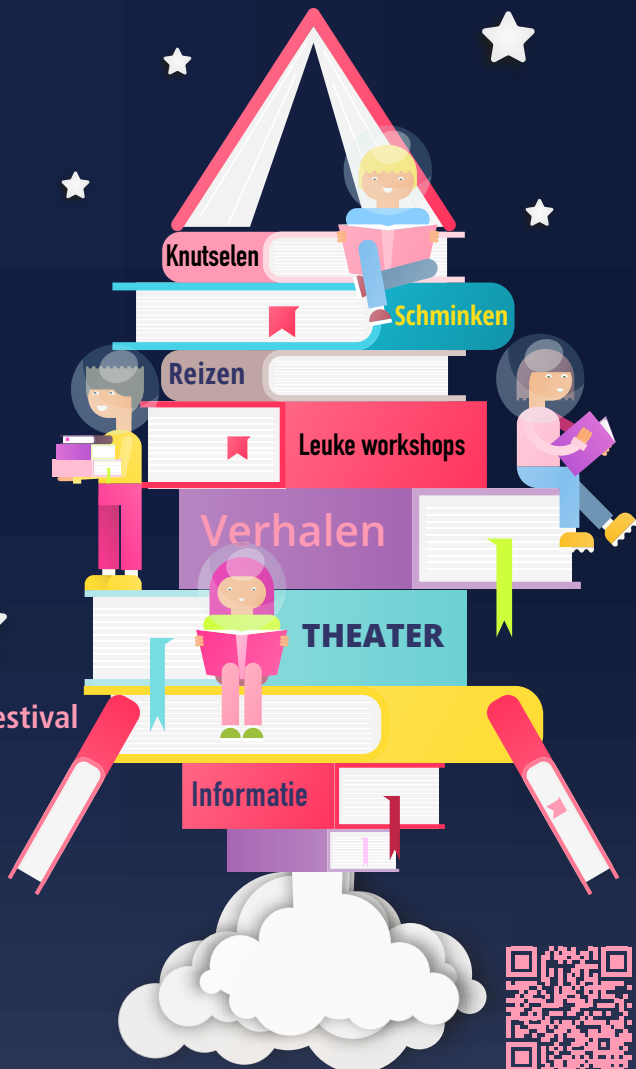 Knutselen
Schminken
Reizen
Leuke workshops
Verhalen
THEATER
estival
Informatie